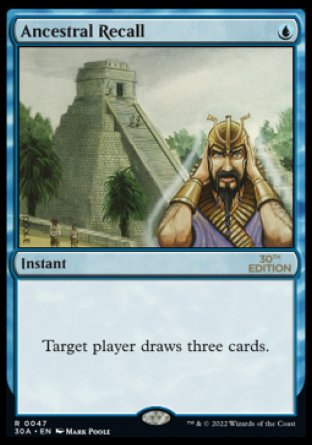 Ancestral Recall
Instant
30TH
EDITION
Target player draws three cards.
R 0047
30A • EN Mark Poole
™ & © 2022 Wizards of the Coast